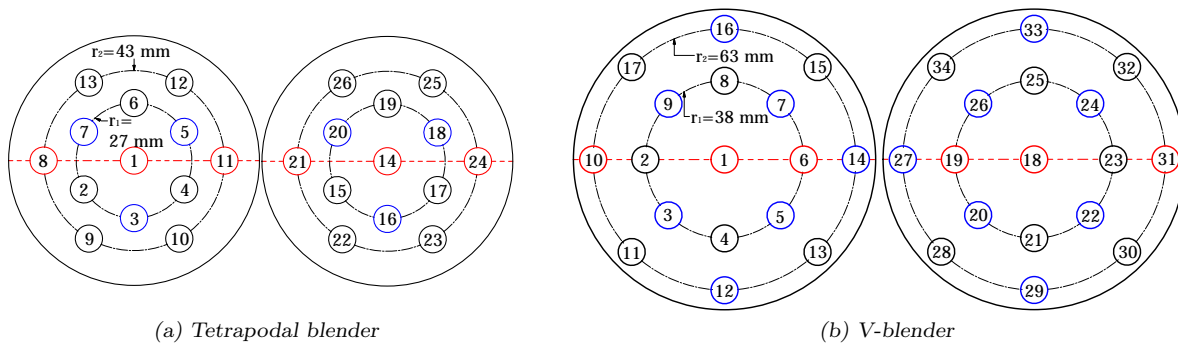 r₂=43 mm
13 12
6
r₁=
27 mm
7 5
8 1 11
2 4
3
9 10
26 25
19
20 18
21 14 24
15 17
16
22 23
(a) Tetrapodal blender
16
r₂=63 mm
17 15
8
9 7
r₁=38 mm
10 2 1 6 14
3 5
4
11 13
12
33
34 32
25
26 24
27 19 18 23 31
20 22
21
28 30
29
(b) V-blender